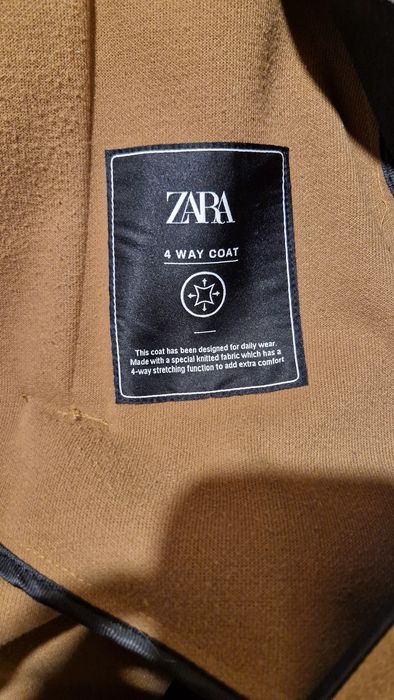 ZARA
4 WAY COAT
This coat has been designed for daily wear.
Made with a special knitted fabric which has a
4-way stretching function to add extra comfort